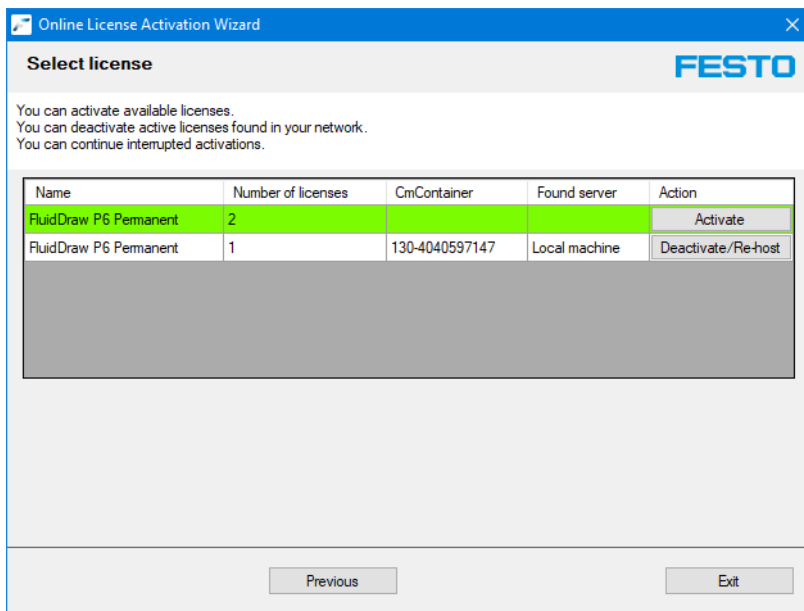 Online License Activation Wizard
Select license
FESTO
You can activate available licenses.
You can deactivate active licenses found in your network.
You can continue interrupted activations.
Name Number of licenses CmContainer Found server Action
FluidDraw P6 Permanent 2 Activate
FluidDraw P6 Permanent 1 130-4040597147 Local machine Deactivate/Re-host
Previous Exit